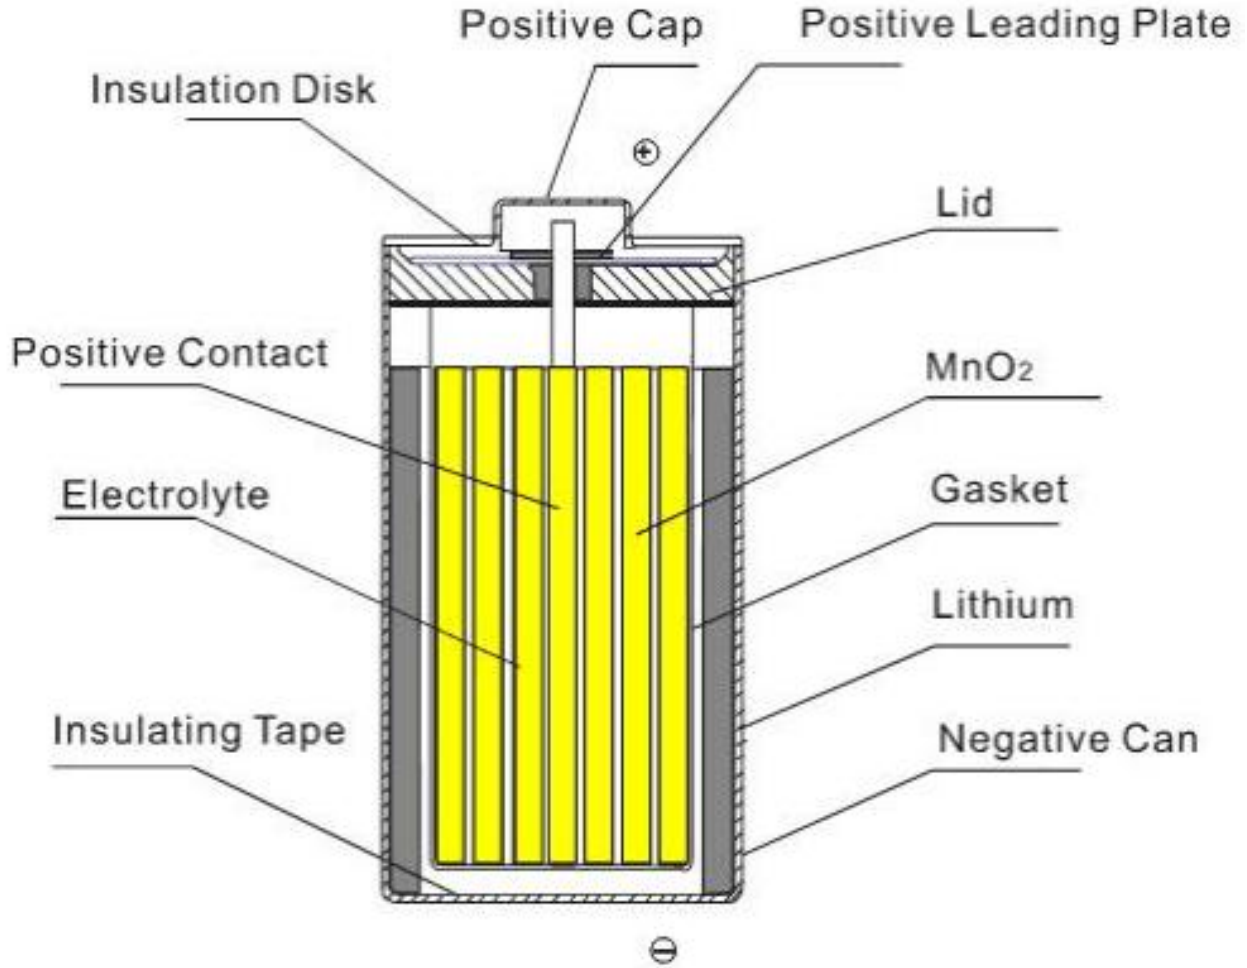 Positive Cap
Positive Leading Plate
Insulation Disk
+
Lid
Positive Contact
MnO₂
Electrolyte
Gasket
Lithium
Insulating Tape
Negative Can
−